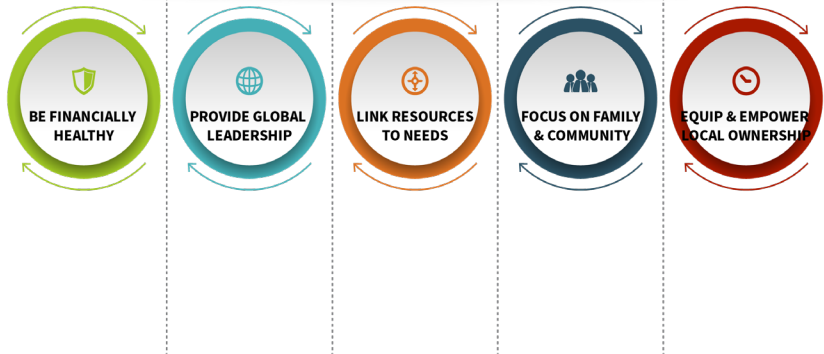 BE FINANCIALLY
HEALTHY
PROVIDE GLOBAL
LEADERSHIP
LINK RESOURCES
TO NEEDS
FOCUS ON FAMILY
& COMMUNITY
EQUIP & EMPOWER
LOCAL OWNERSHIP